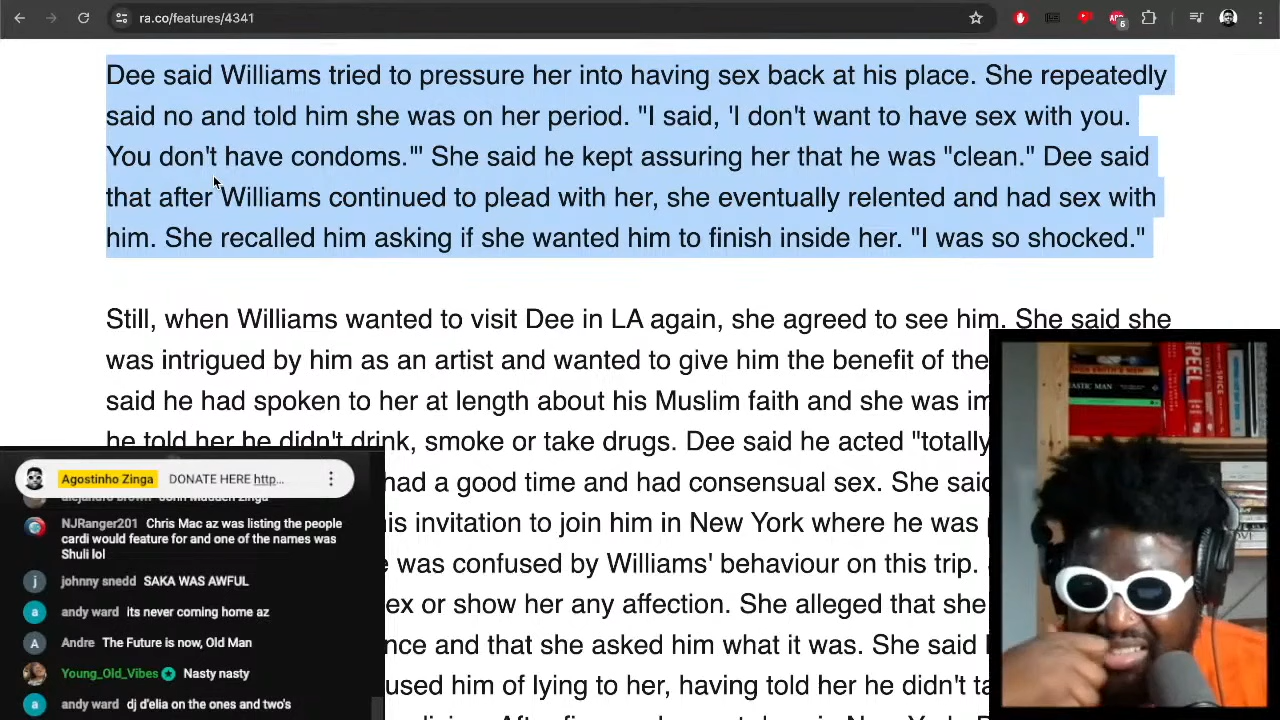 ra.co/features/4341
6
Dee said Williams tried to pressure her into having sex back at his place. She repeatedly
said no and told him she was on her period. "I said, 'I don't want to have sex with you.
You don't have condoms.'" She said he kept assuring her that he was "clean." Dee said
that after Williams continued to plead with her, she eventually relented and had sex with
him. She recalled him asking if she wanted him to finish inside her. "I was so shocked."
Still, when Williams wanted to visit Dee in LA again, she agreed to see him. She said she
was intrigued by him as an artist and wanted to give him the benefit of the
said he had spoken to her at length about his Muslim faith and she was
he told her he didn't drink, smoke or take drugs. Dee said he acted "totally
had a good time and had consensual sex. She said
his invitation to join him in New York where he was
was confused by Williams' behaviour on this trip.
ex or show her any affection. She alleged that she
nce and that she asked him what it was. She said
used him of lying to her, having told her he didn't
Agostinho Zinga DONATE HERE http...
alejandro brown John Madden Zinga
NJRanger201 Chris Mac az was listing the people
cardi would feature for and one of the names was
Shuli lol
j johnny snedd SAKA WAS AWFUL
a andy ward its never coming home az
A Andre The Future is now, Old Man
Young_Old_Vibes Nasty nasty
a andy ward dj d'elia on the ones and two's
SPICE